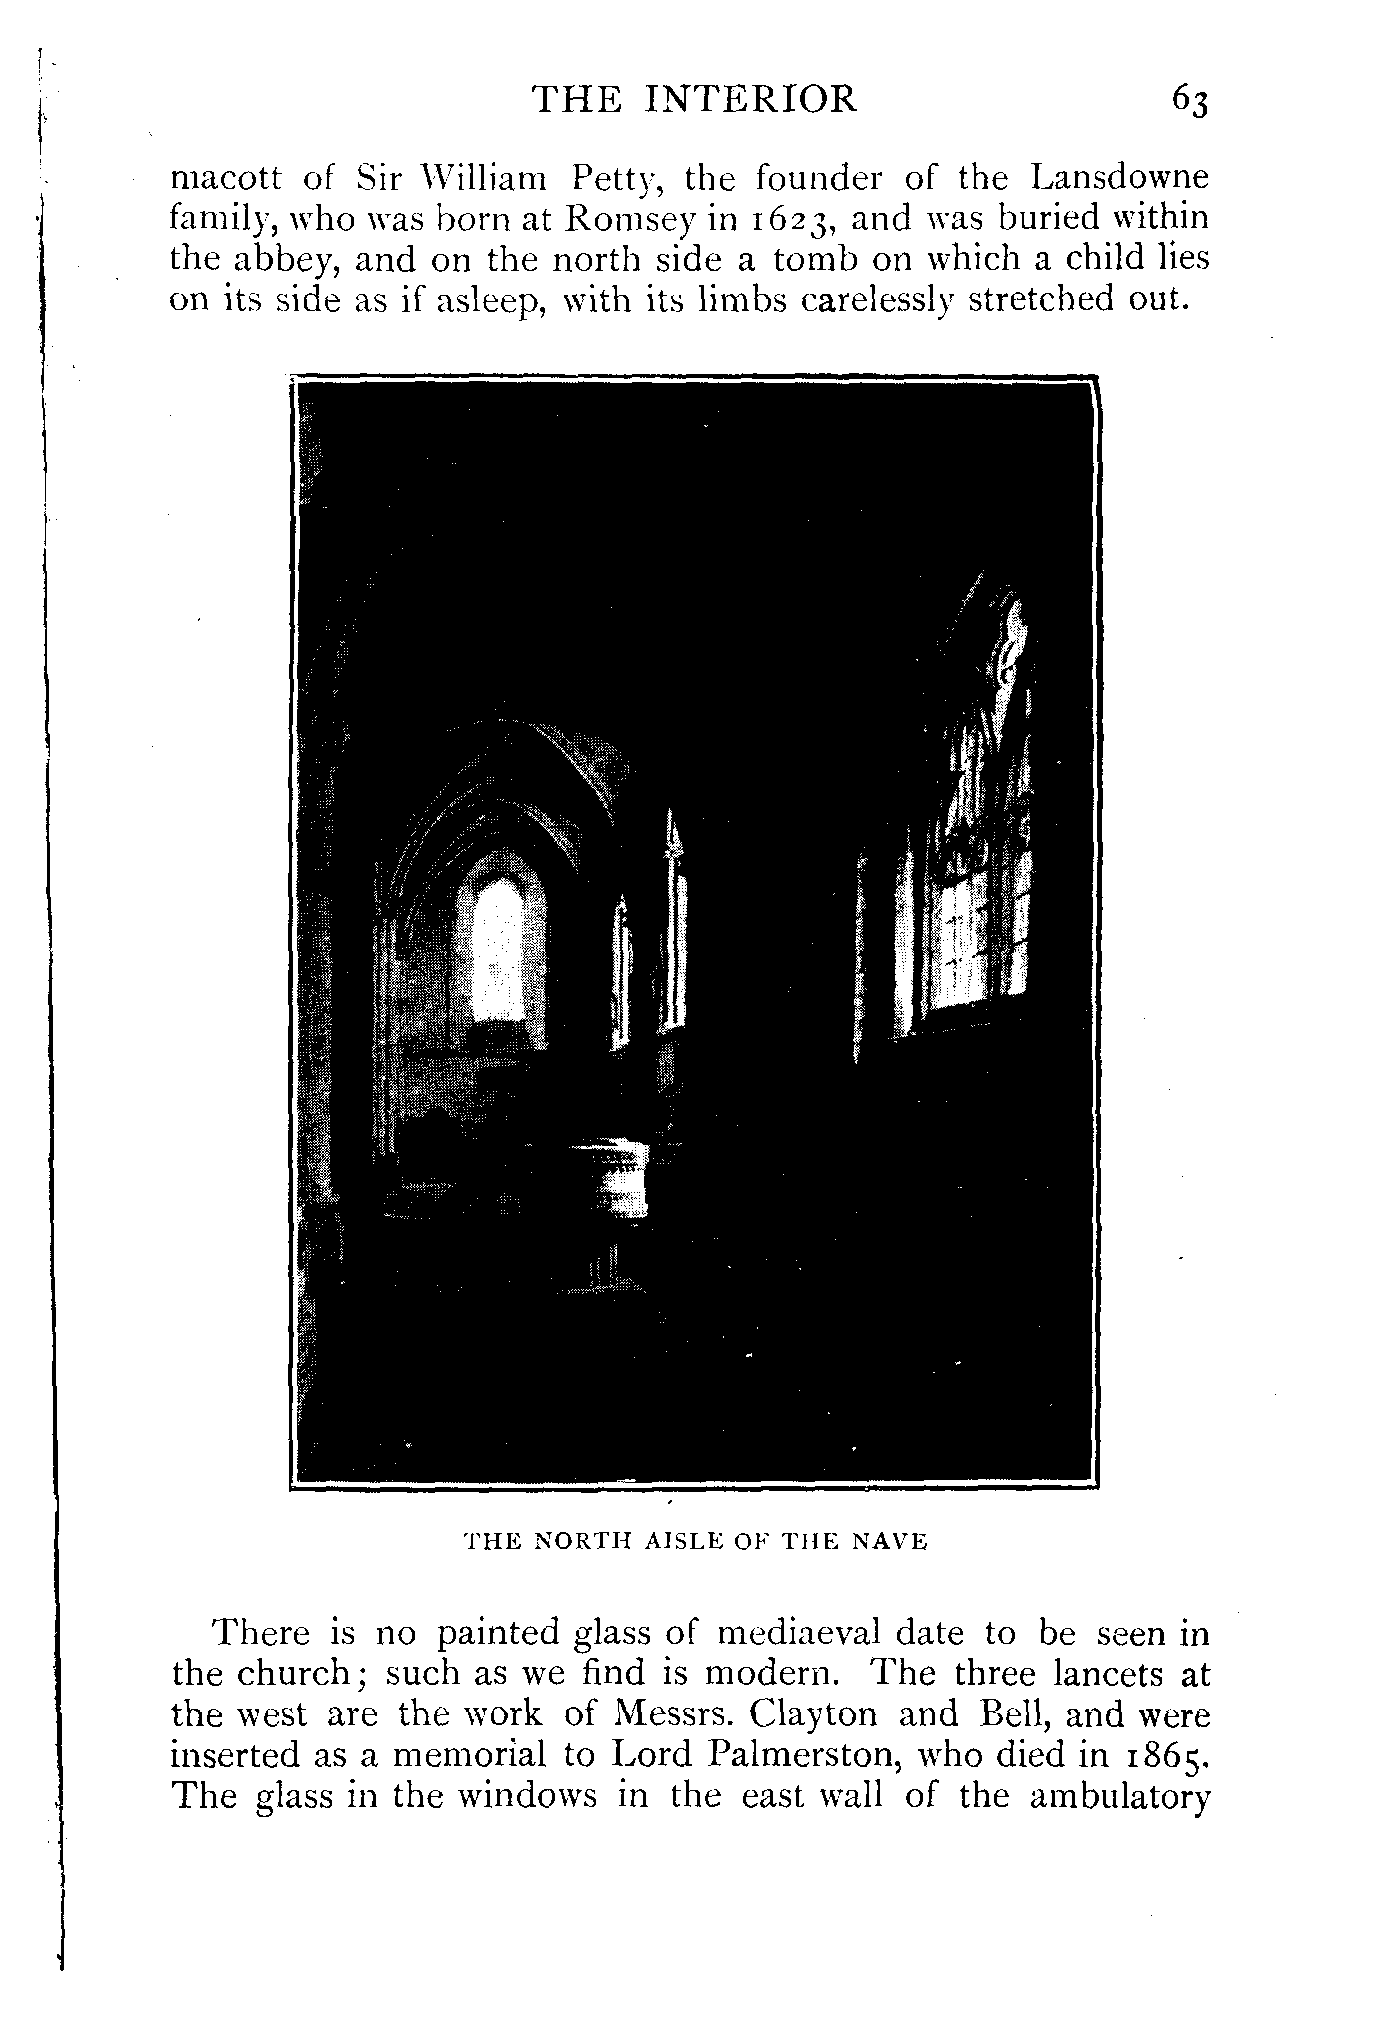 THE INTERIOR 63
macott of Sir William Petty, the founder of the Lansdowne
family, who was born at Romsey in 1623, and was buried within
the abbey, and on the north side a tomb on which a child lies
on its side as if asleep, with its limbs carelessly stretched out.
THE NORTH AISLE OF THE NAVE
There is no painted glass of mediaeval date to be seen in
the church; such as we find is modern. The three lancets at
the west are the work of Messrs. Clayton and Bell, and were
inserted as a memorial to Lord Palmerston, who died in 1865.
The glass in the windows in the east wall of the ambulatory